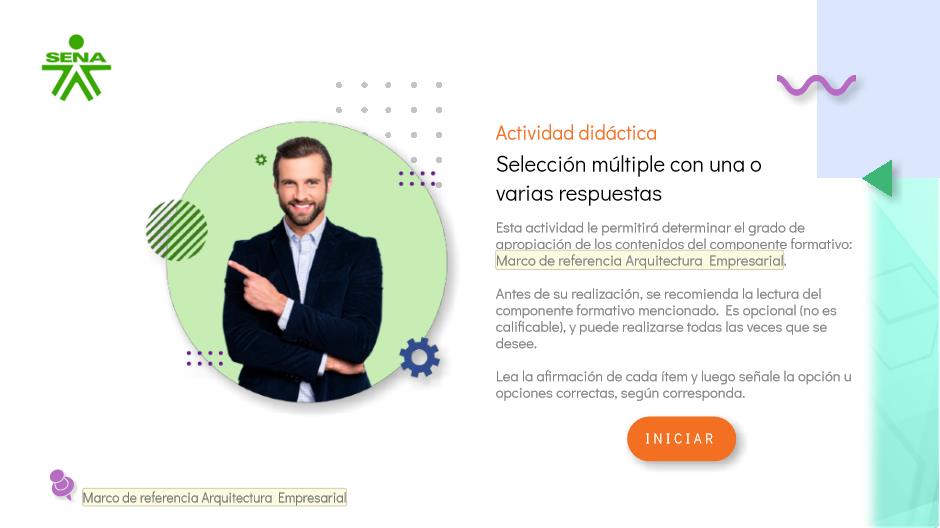 SENA
Actividad didáctica
Selección múltiple con una o
varias respuestas
Esta actividad le permitirá determinar el grado de
apropiación de los contenidos del componente formativo:
Marco de referencia Arquitectura Empresarial.
Antes de su realización, se recomienda la lectura del
componente formativo mencionado. Es opcional (no es
calificable), y puede realizarse todas las veces que se
desee.
Lea la afirmación de cada ítem y luego señale la opción u
opciones correctas, según corresponda.
INICIAR
Marco de referencia Arquitectura Empresarial